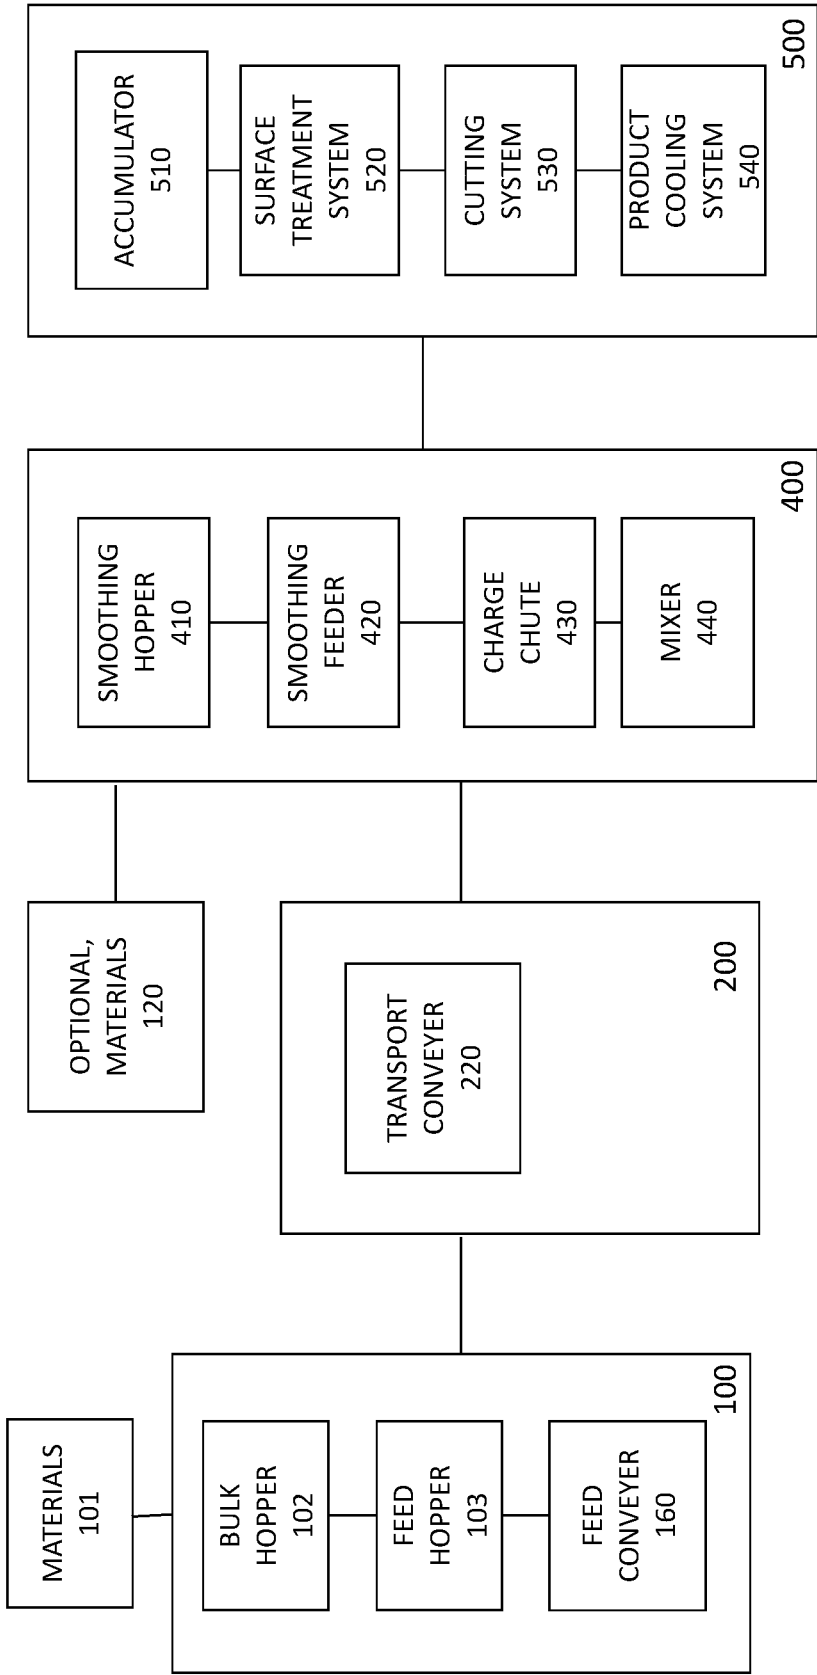 MATERIALS
101
BULK
HOPPER
102
FEED
HOPPER
103
FEED
CONVEYER
160
100
TRANSPORT
CONVEYER
220
200
OPTIONAL,
MATERIALS
120
SMOOTHING
HOPPER
410
SMOOTHING
FEEDER
420
CHARGE
CHUTE
430
MIXER
440
400
ACCUMULATOR
510
SURFACE
TREATMENT
SYSTEM
520
CUTTING
SYSTEM
530
PRODUCT
COOLING
SYSTEM
540
500